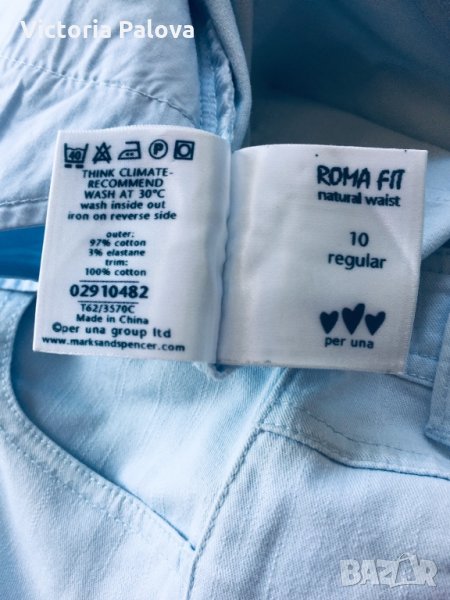 Victoria Palova
40 P
THINK CLIMATE-
RECOMMEND
WASH AT 30°C
wash inside out
iron on reverse side
outer:
97% cotton
3% elastane
trim:
100% cotton
02910482
T62/3570C
Made in China
©per una group ltd
www.marksandspencer.com
ROMA FIT
natural waist
10
regular
per una
BAZAR